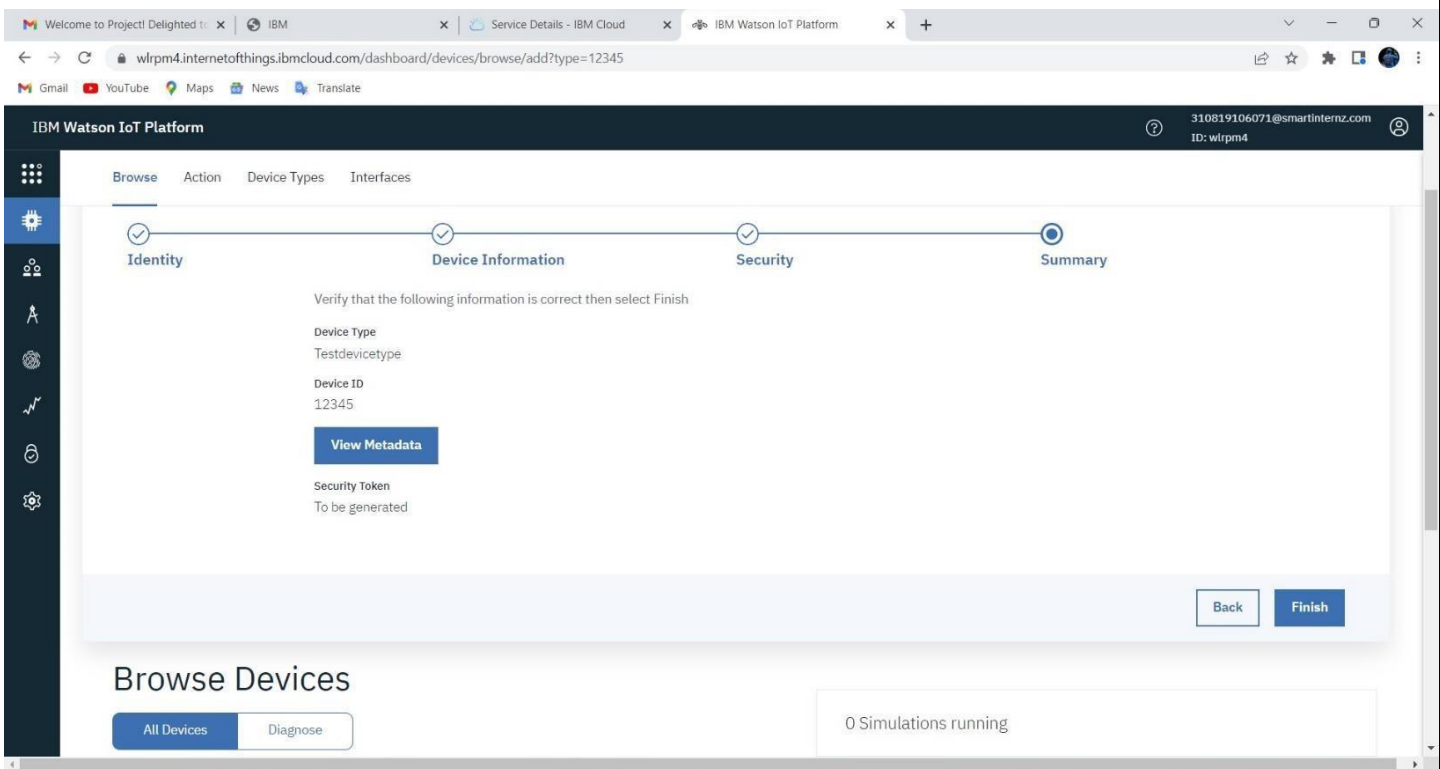 Welcome to Project! Delighted to
IBM
Service Details - IBM Cloud
IBM Watson IoT Platform
wlrpm4.internetofthings.ibmcloud.com/dashboard/devices/browse/add?type=12345
Gmail YouTube Maps News Translate
IBM Watson IoT Platform
310819106071@smartinternz.com
ID: wlrpm4
Browse Action Device Types Interfaces
Identity Device Information Security Summary
Verify that the following information is correct then select Finish
Device Type
Testdevicetype
Device ID
12345
View Metadata
Security Token
To be generated
Back Finish
Browse Devices
All Devices Diagnose
0 Simulations running